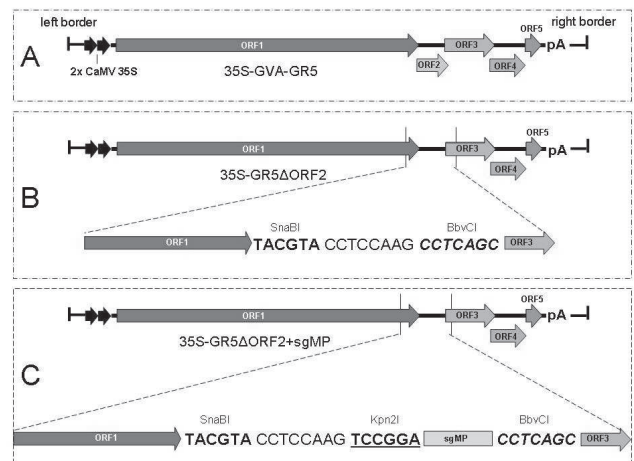 left border
right border
ORF5
ORF1
ORF3
pA
A
2x CaMV 35S
35S-GVA-GR5
ORF2
ORF4
ORF5
ORF1
ORF3
pA
B
35S-GR5ΔORF2
ORF4
SnaBI
BbvCI
ORF1 TACGTA CCTCCAAG CCTCAGC ORF3
ORF5
ORF1
ORF3
pA
35S-GR5ΔORF2+sgMP
ORF4
C
SnaBI
Kpn2I
BbvCI
ORF1 TACGTA CCTCCAAG TCCGGA sgMP CCTCAGC ORF3